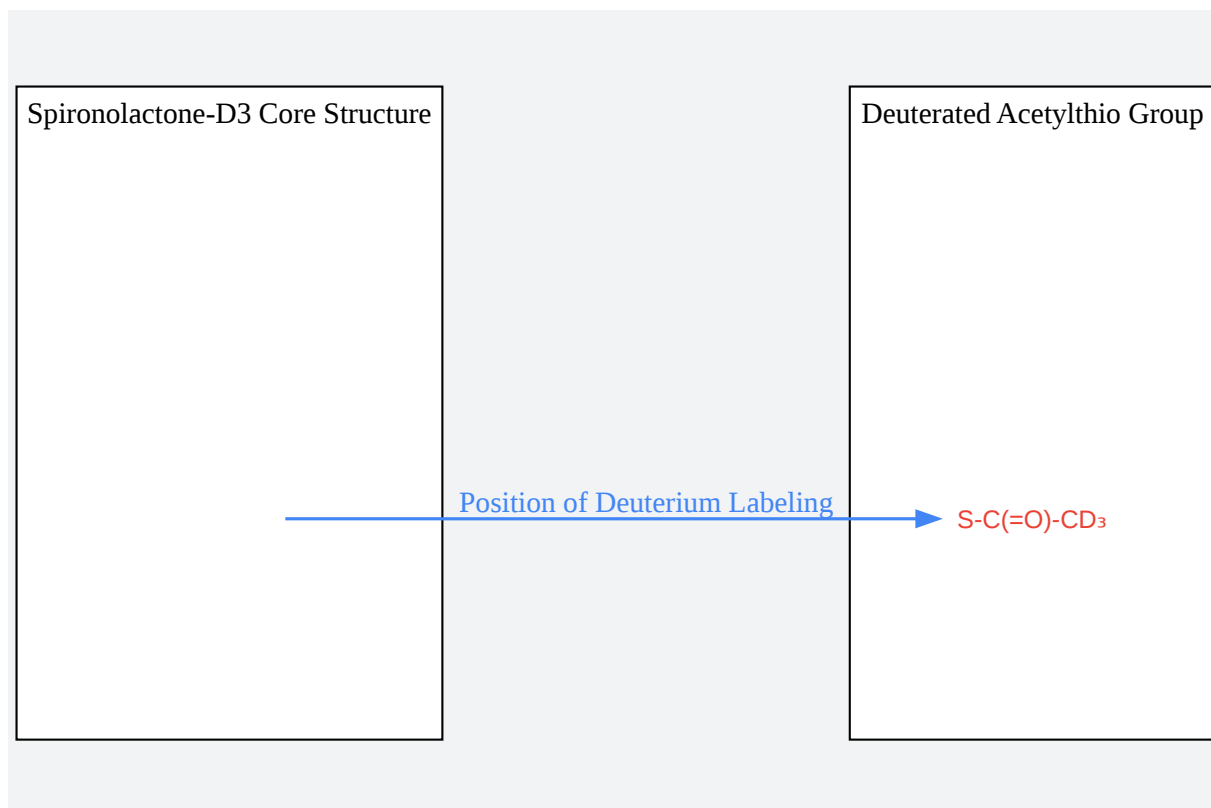 Spironolactone-D3 Core Structure
Deuterated Acetylthio Group
Position of Deuterium Labeling
S-C(=O)-CD₃